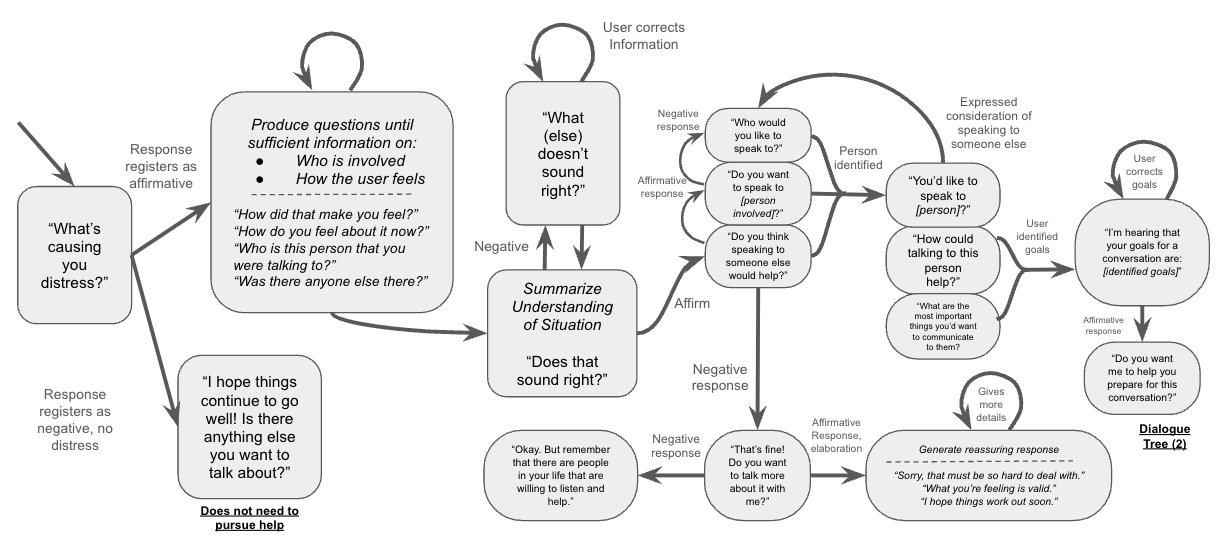 “What’s
causing
you
distress?”
Response
registers as
affirmative
Response
registers as
negative, no
distress
Produce questions until
sufficient information on:
● Who is involved
● How the user feels
“How did that make you feel?”
“How do you feel about it now?”
“Who is this person that you
were talking to?”
“Was there anyone else there?”
“I hope things
continue to go
well! Is there
anything else
you want to
talk about?”
Does not need to
pursue help
User corrects
Information
“What
(else)
doesn’t
sound
right?”
Negative
Summarize
Understanding
of Situation
“Does that
sound right?”
Affirm
Negative
response
Affirmative
response
“Who would
you like to
speak to?”
“Do you want
to speak to
[person
involved]?”
“Do you think
speaking to
someone else
would help?”
Person
identified
Expressed
consideration of
speaking to
someone else
“You’d like to
speak to
[person]?”
“How could
talking to this
person
help?”
“What are the
most important
things you’d want
to communicate
to them?
User
identified
goals
User
corrects
goals
“I’m hearing that
your goals for a
conversation are:
[identified goals]”
Affirmative
response
“Do you want
me to help you
prepare for this
conversation?”
Dialogue
Tree (2)
Negative
response
“That’s fine!
Do you want
to talk more
about it with
me?”
Negative
response
“Okay. But remember
that there are people
in your life that are
willing to listen and
help.”
Affirmative
Response,
elaboration
Gives
more
details
Generate reassuring response
“Sorry, that must be so hard to deal with.”
“What you’re feeling is valid.”
“I hope things work out soon.”